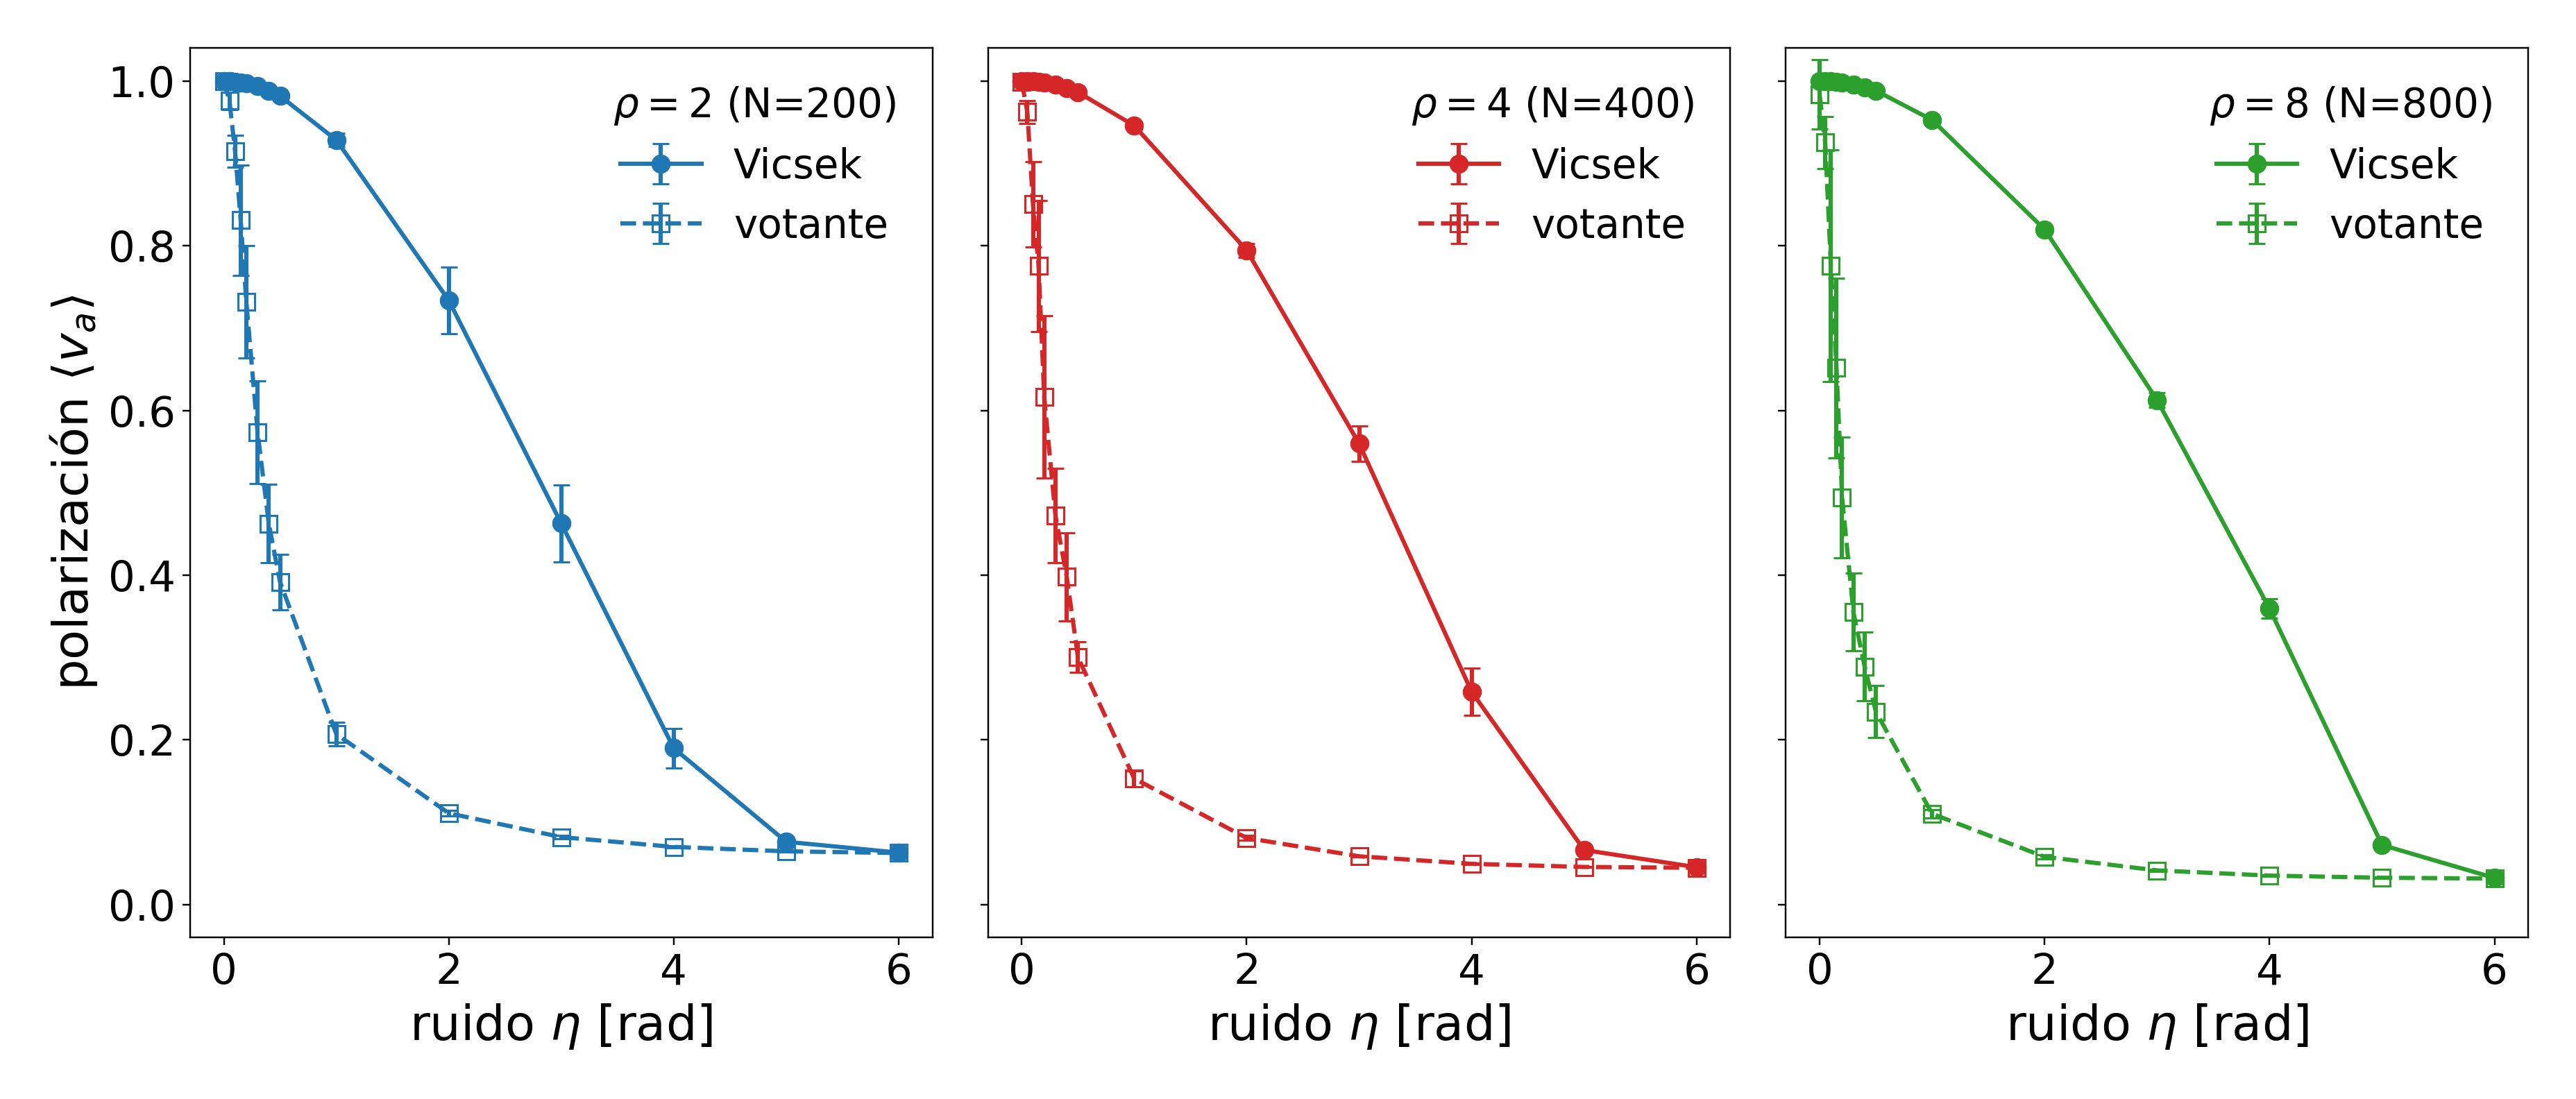 polarización ⟨v_a⟩
1.0
0.8
0.6
0.4
0.2
0.0
ρ = 2 (N=200)
Vicsek
votante
0 2 4 6
ruido η [rad]
ρ = 4 (N=400)
Vicsek
votante
0 2 4 6
ruido η [rad]
ρ = 8 (N=800)
Vicsek
votante
0 2 4 6
ruido η [rad]